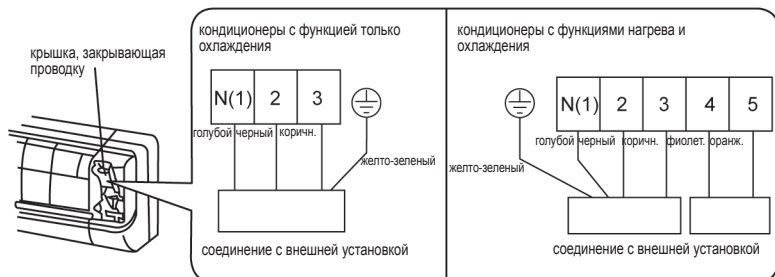 крышка, закрывающая
проводку
кондиционеры с функцией только
охлаждения
N(1) 2 3
голубой черный коричн.
желто-зеленый
соединение с внешней установкой
кондиционеры с функциями нагрева и
охлаждения
N(1) 2 3 4 5
голубой черный коричн. фиолет. оранж.
желто-зеленый
соединение с внешней установкой